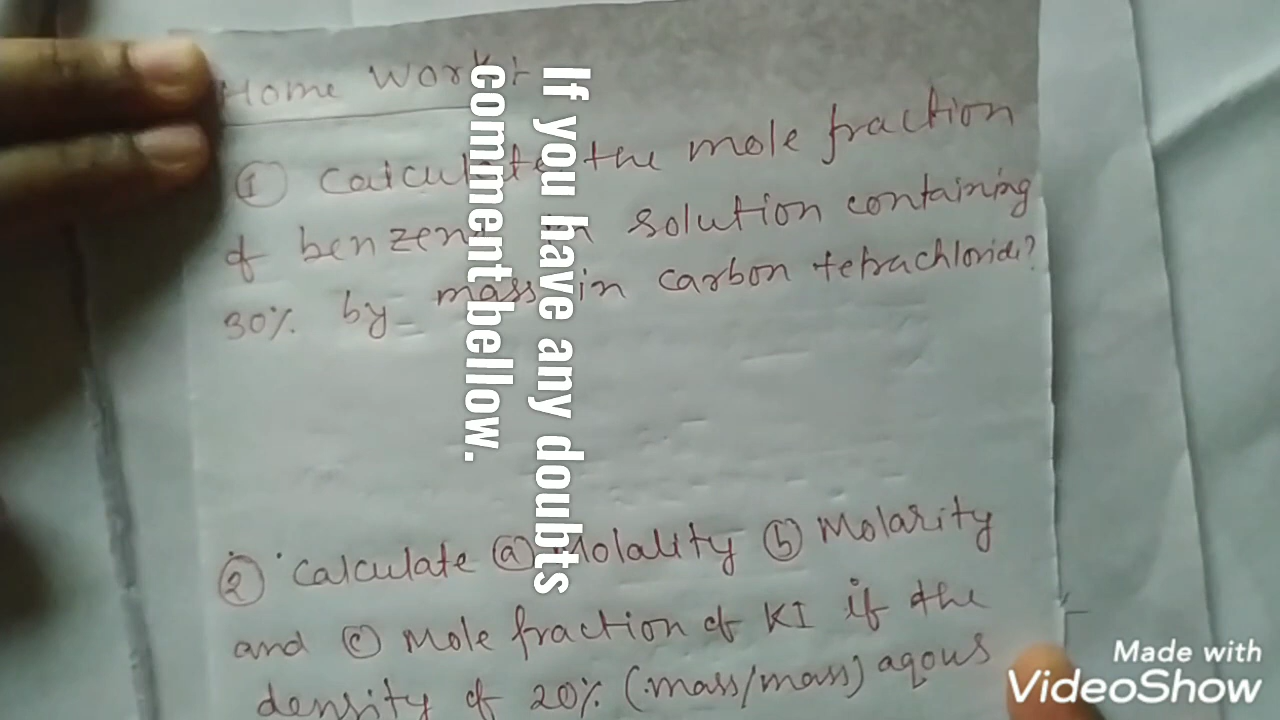 Home Work:-
① Calculate the mole fraction
of benzene in solution containing
30% by mass in carbon tetrachloride?
② Calculate ⓐ Molality ⓑ Molarity
and ⓒ Mole fraction of KI if the
density of 20% (mass/mass) aqous
If you have any doubts
comment bellow.
Made with
VideoShow